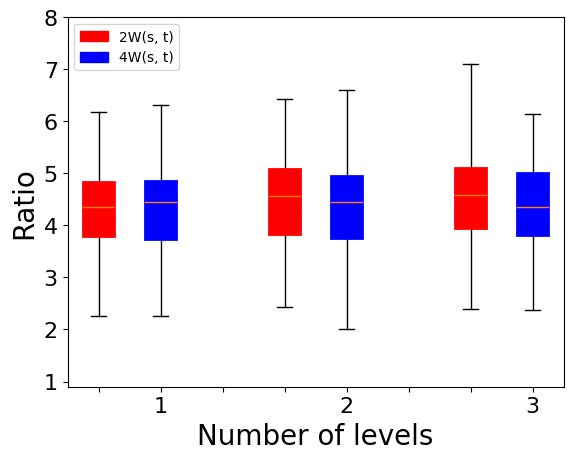 2W(s, t)
4W(s, t)
Ratio
8
7
6
5
4
3
2
1
1 2 3
Number of levels